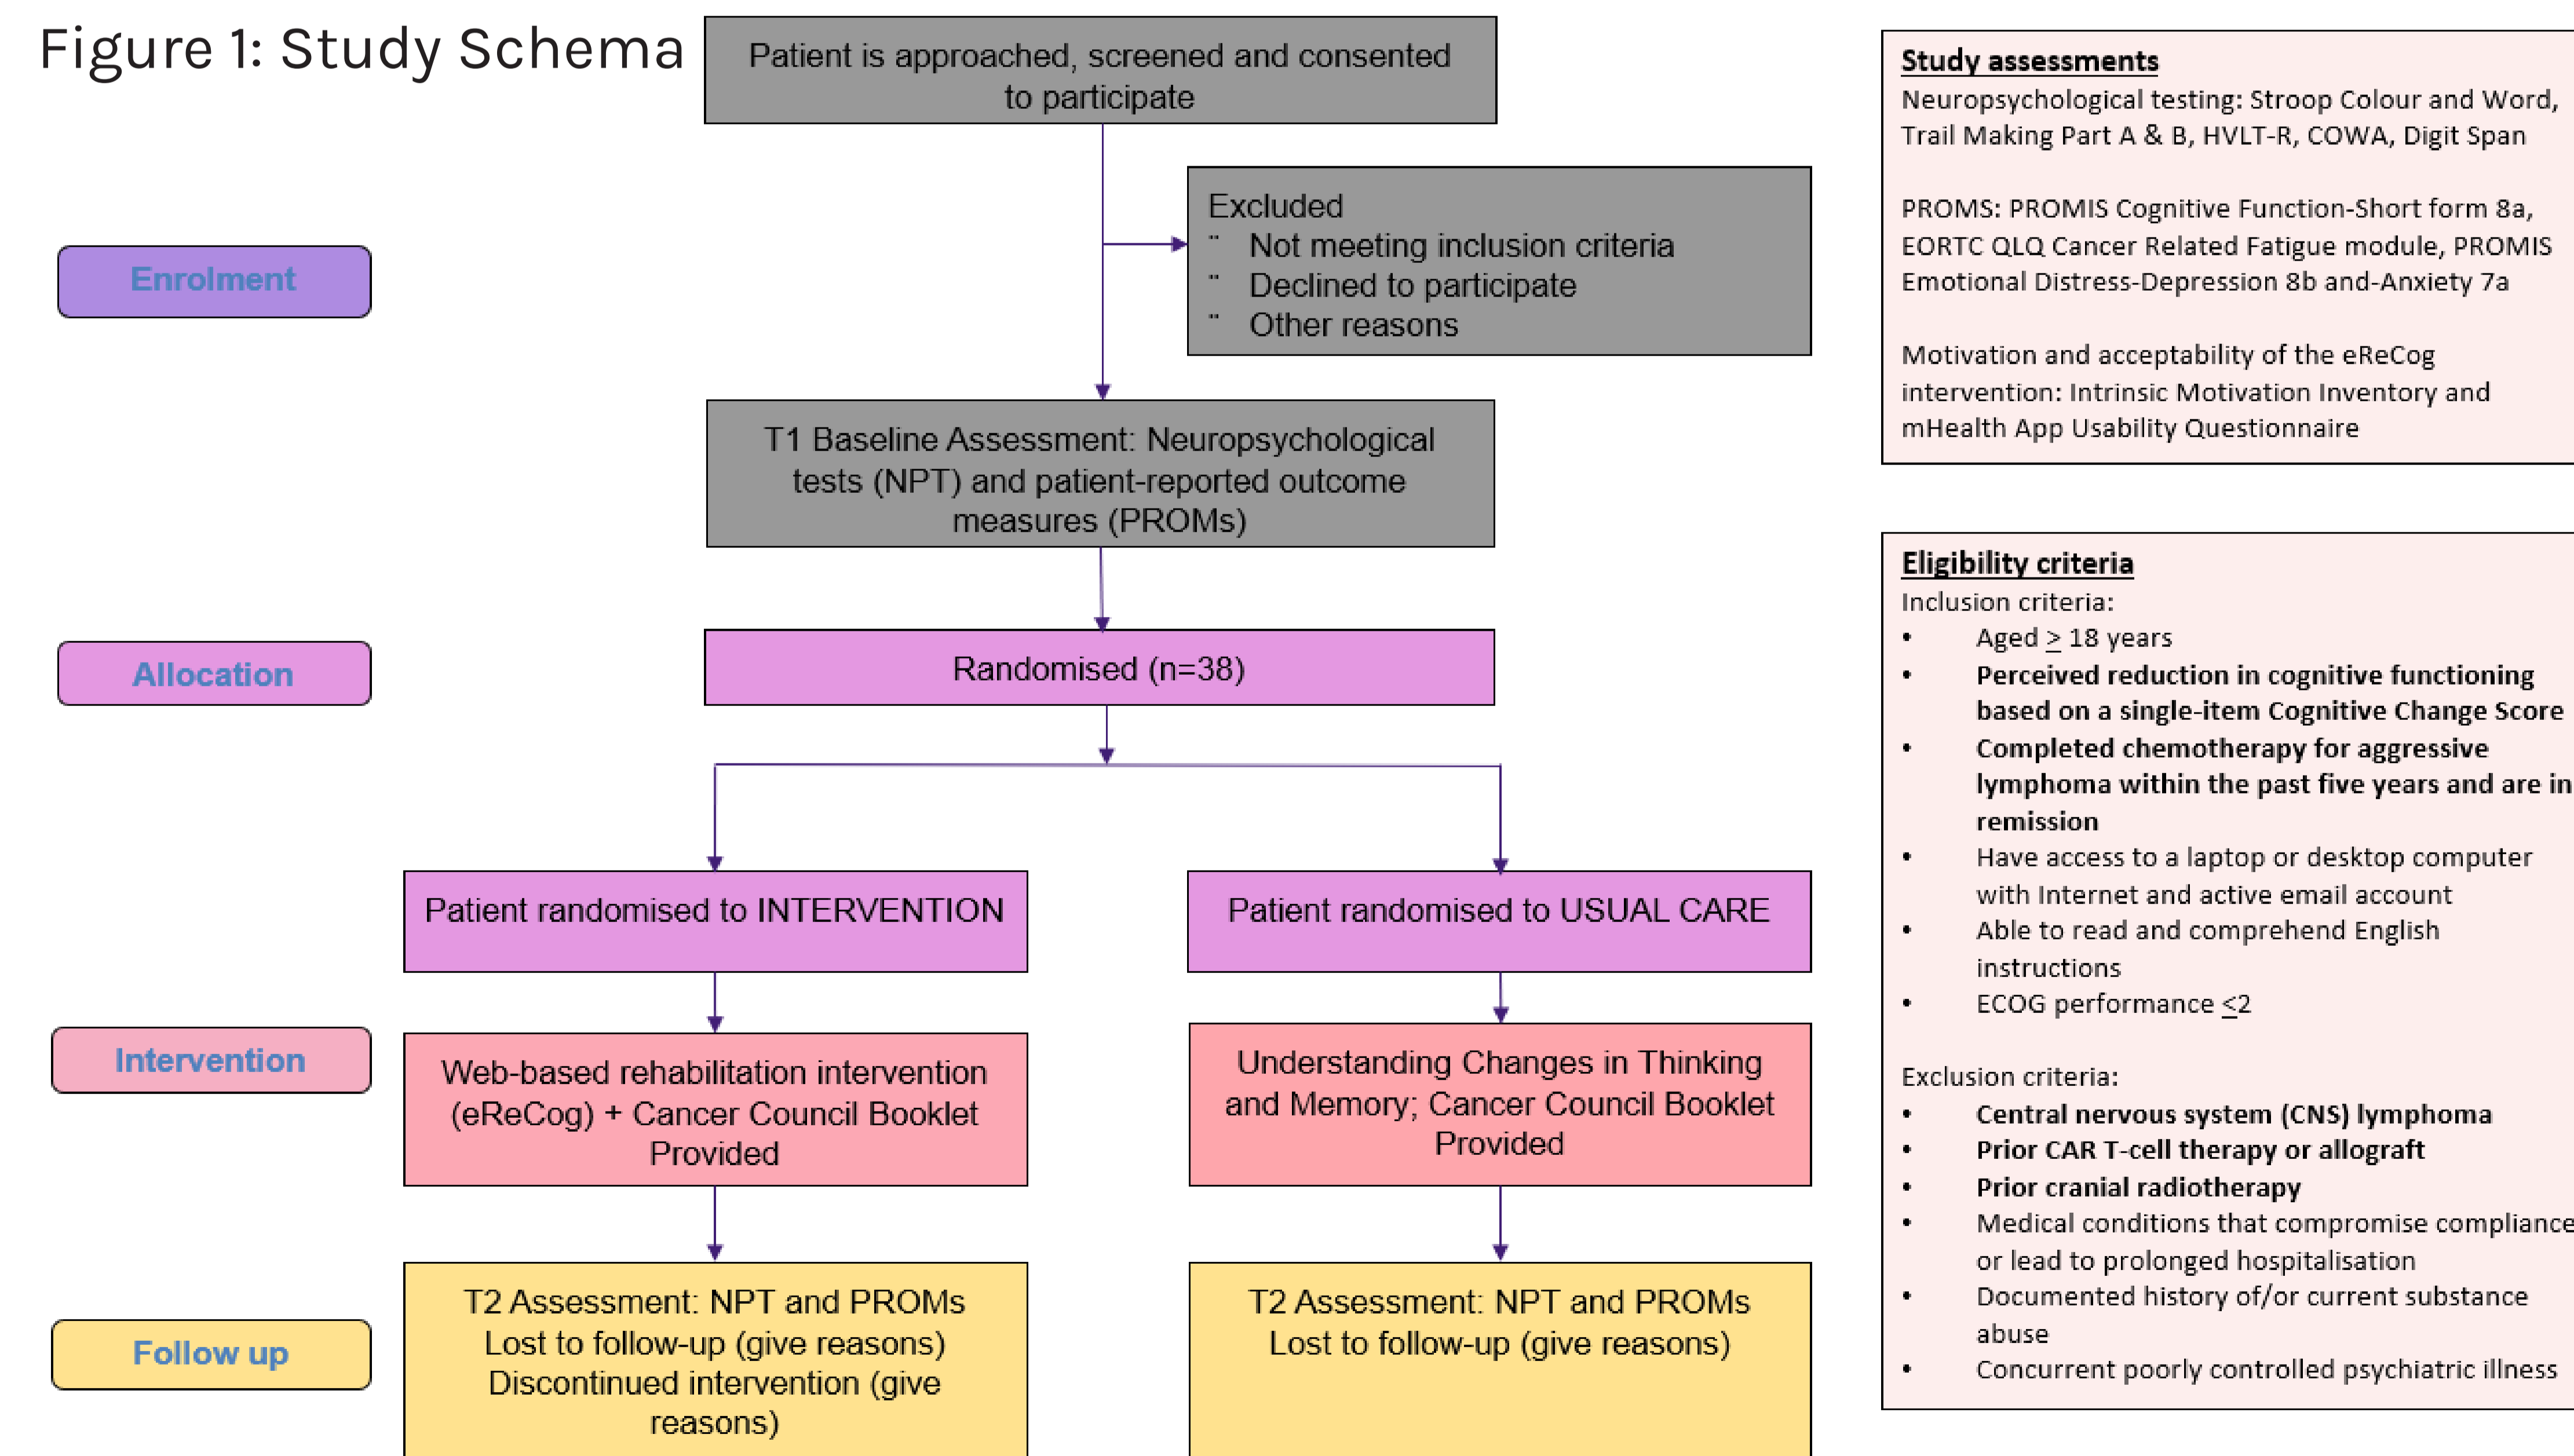 Figure 1: Study Schema
Patient is approached, screened and consented
to participate
Excluded
¨ Not meeting inclusion criteria
¨ Declined to participate
¨ Other reasons
Enrolment
T1 Baseline Assessment: Neuropsychological
tests (NPT) and patient-reported outcome
measures (PROMs)
Allocation
Randomised (n=38)
Patient randomised to INTERVENTION
Patient randomised to USUAL CARE
Intervention
Web-based rehabilitation intervention
(eReCog) + Cancer Council Booklet
Provided
Understanding Changes in Thinking
and Memory; Cancer Council Booklet
Provided
Follow up
T2 Assessment: NPT and PROMs
Lost to follow-up (give reasons)
Discontinued intervention (give
reasons)
T2 Assessment: NPT and PROMs
Lost to follow-up (give reasons)
Study assessments
Neuropsychological testing: Stroop Colour and Word,
Trail Making Part A & B, HVLT-R, COWA, Digit Span
PROMS: PROMIS Cognitive Function-Short form 8a,
EORTC QLQ Cancer Related Fatigue module, PROMIS
Emotional Distress-Depression 8b and-Anxiety 7a
Motivation and acceptability of the eReCog
intervention: Intrinsic Motivation Inventory and
mHealth App Usability Questionnaire
Eligibility criteria
Inclusion criteria:
• Aged ≥ 18 years
• Perceived reduction in cognitive functioning
based on a single-item Cognitive Change Score
• Completed chemotherapy for aggressive
lymphoma within the past five years and are in
remission
• Have access to a laptop or desktop computer
with Internet and active email account
• Able to read and comprehend English
instructions
• ECOG performance ≤2
Exclusion criteria:
• Central nervous system (CNS) lymphoma
• Prior CAR T-cell therapy or allograft
• Prior cranial radiotherapy
• Medical conditions that compromise compliance
or lead to prolonged hospitalisation
• Documented history of/or current substance
abuse
• Concurrent poorly controlled psychiatric illness